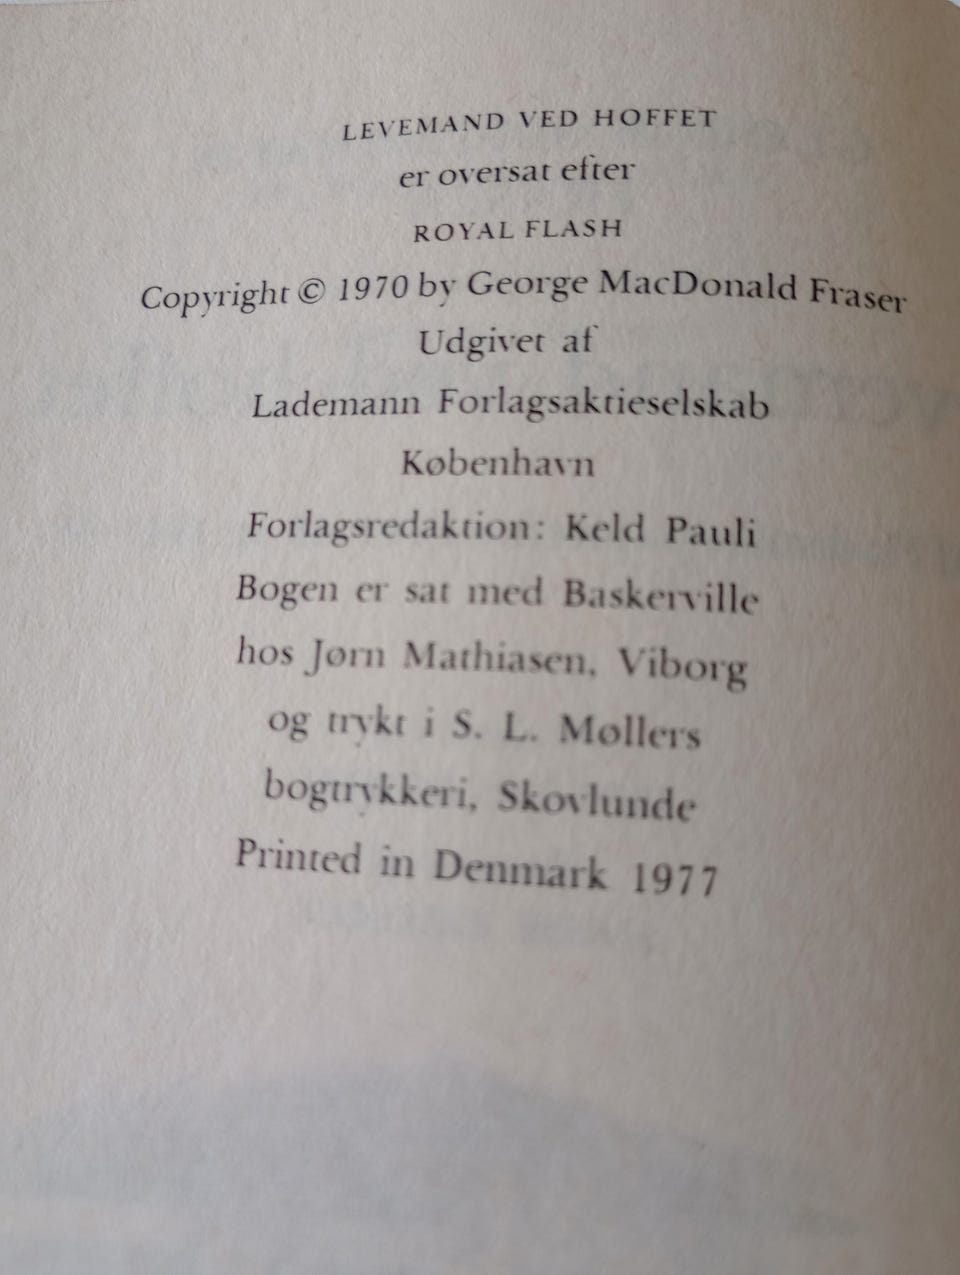 LEVEMAND VED HOFFET
er oversat efter
ROYAL FLASH
Copyright © 1970 by George MacDonald Fraser
Udgivet af
Lademann Forlagsaktieselskab
København
Forlagsredaktion: Keld Pauli
Bogen er sat med Baskerville
hos Jørn Mathiasen, Viborg
og trykt i S. L. Møllers
bogtrykkeri, Skovlunde
Printed in Denmark 1977